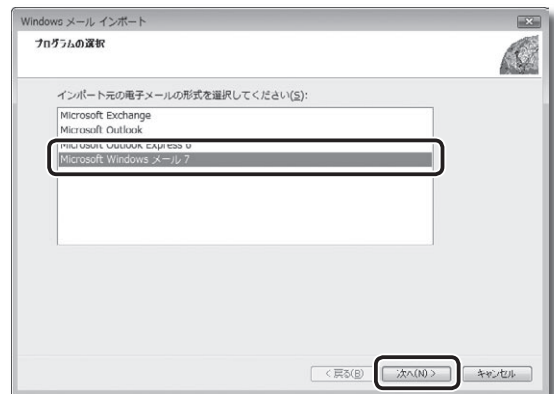 Windows メール インポート
プログラムの選択
インポート元の電子メールの形式を選択してください(S):
Microsoft Exchange
Microsoft Outlook
Microsoft Outlook Express 6
Microsoft Windows メール 7
< 戻る(B)
次へ(N) >
キャンセル